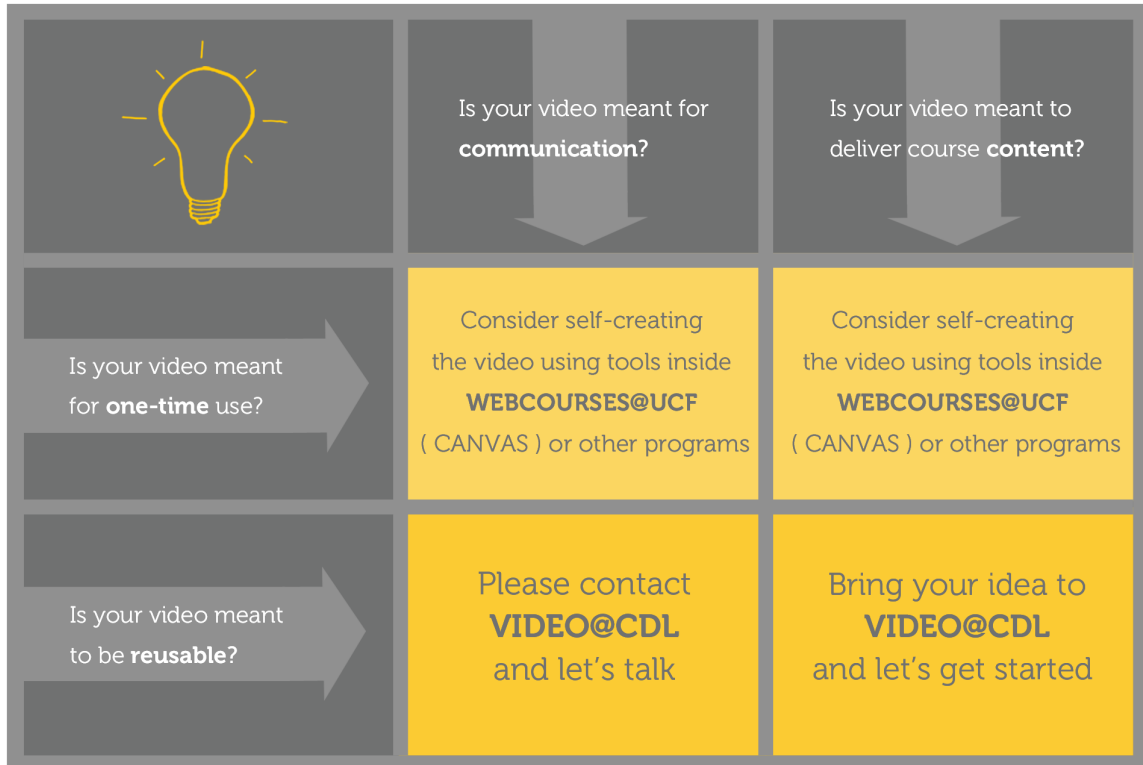 Is your video meant for
communication?
Is your video meant to
deliver course content?
Is your video meant
for one-time use?
Consider self-creating
the video using tools inside
WEBCOURSES@UCF
( CANVAS ) or other programs
Consider self-creating
the video using tools inside
WEBCOURSES@UCF
( CANVAS ) or other programs
Is your video meant
to be reusable?
Please contact
VIDEO@CDL
and let's talk
Bring your idea to
VIDEO@CDL
and let's get started